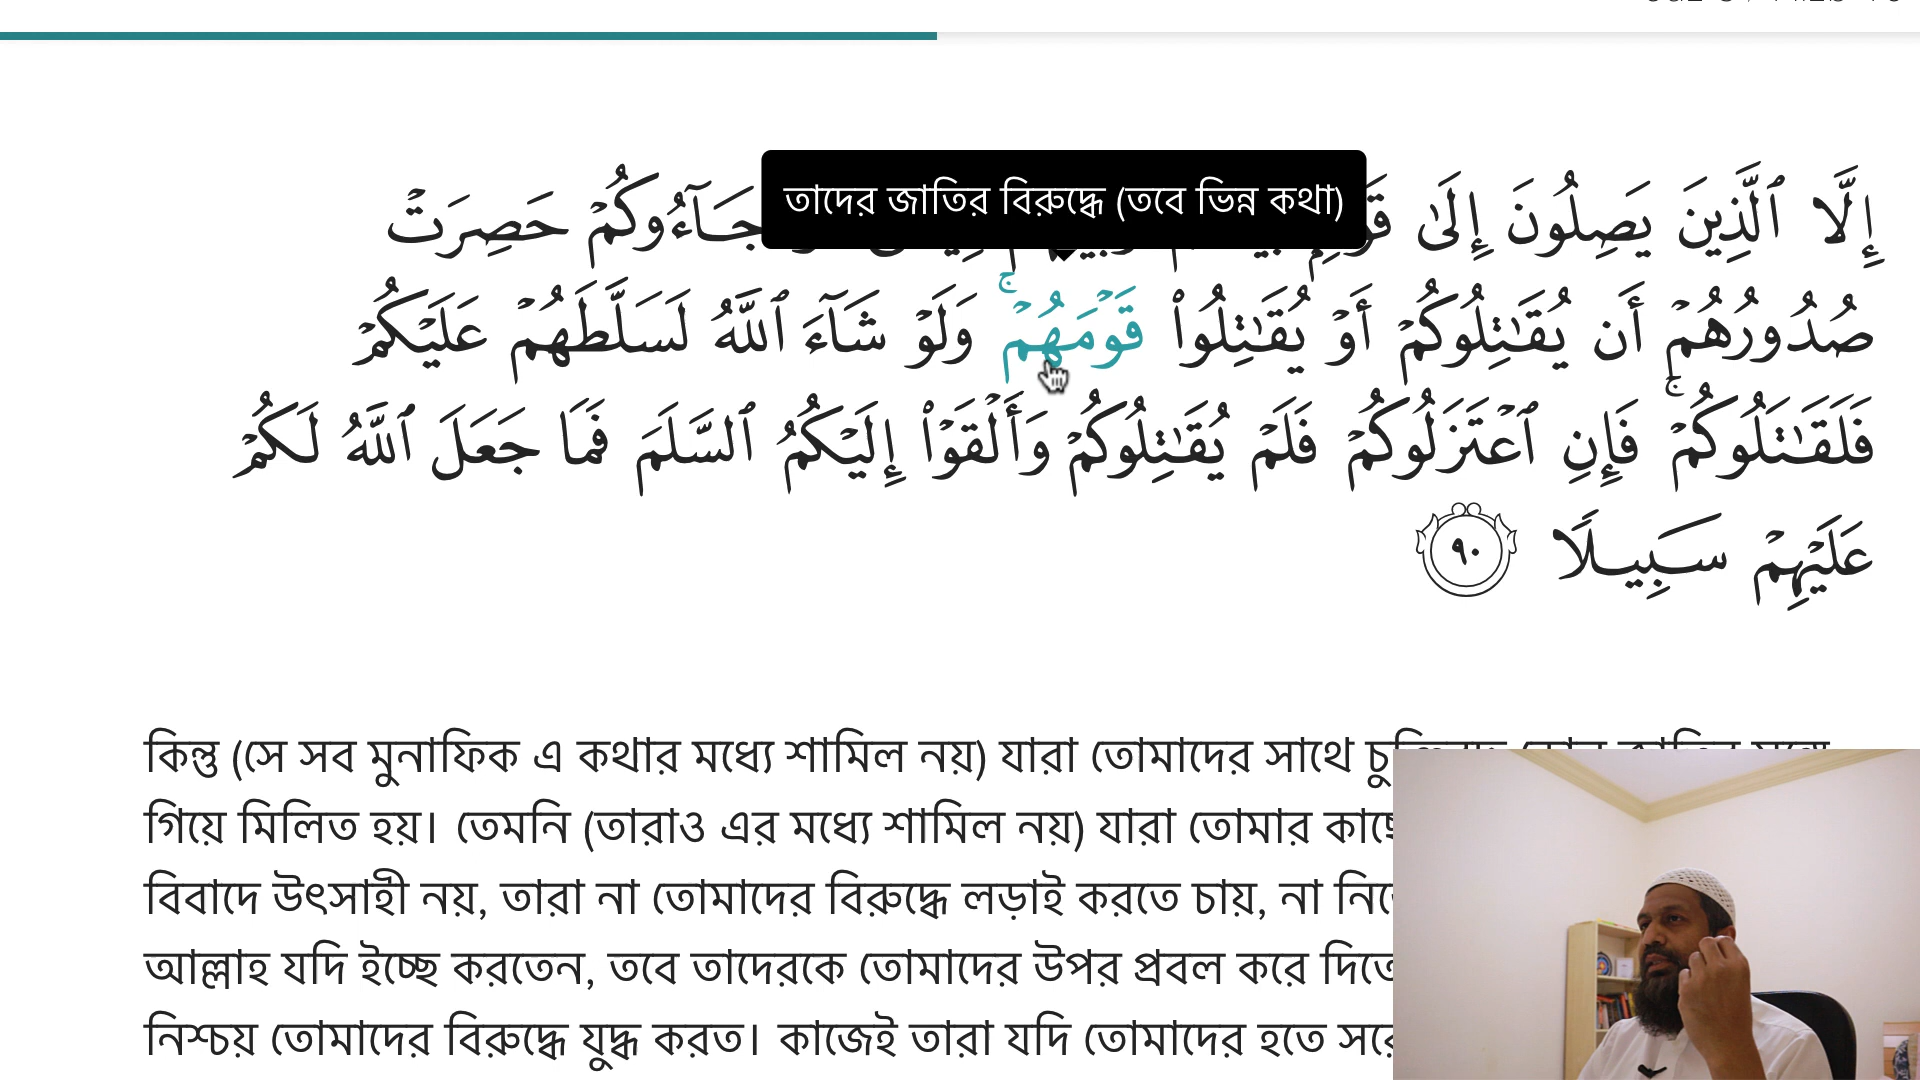 তাদের জাতির বিরুদ্ধে (তবে ভিন্ন কথা)
إِلَّا ٱلَّذِينَ يَصِلُونَ إِلَىٰ جَآءُوكُمْ حَصِرَتْ
صُدُورُهُمْ أَن يُقَـٰتِلُوكُمْ أَوْ يُقَـٰتِلُوا۟ قَوْمَهُمْ ۚ وَلَوْ شَآءَ ٱللَّهُ لَسَلَّطَهُمْ عَلَيْكُمْ
فَلَقَـٰتَلُوكُمْ ۚ فَإِنِ ٱعْتَزَلُوكُمْ فَلَمْ يُقَـٰتِلُوكُمْ وَأَلْقَوْا۟ إِلَيْكُمُ ٱلسَّلَمَ فَمَا جَعَلَ ٱللَّهُ لَكُمْ
عَلَيْهِمْ سَبِيلًا ٩٠
কিন্তু (সে সব মুনাফিক এ কথার মধ্যে শামিল নয়) যারা তোমাদের সাথে
গিয়ে মিলিত হয়। তেমনি (তারাও এর মধ্যে শামিল নয়) যারা তোমার
বিবাদে উৎসাহী নয়, তারা না তোমাদের বিরুদ্ধে লড়াই করতে চায়, না
আল্লাহ যদি ইচ্ছে করতেন, তবে তাদেরকে তোমাদের উপর প্রবল করে
নিশ্চয় তোমাদের বিরুদ্ধে যুদ্ধ করত। কাজেই তারা যদি তোমাদের হতে